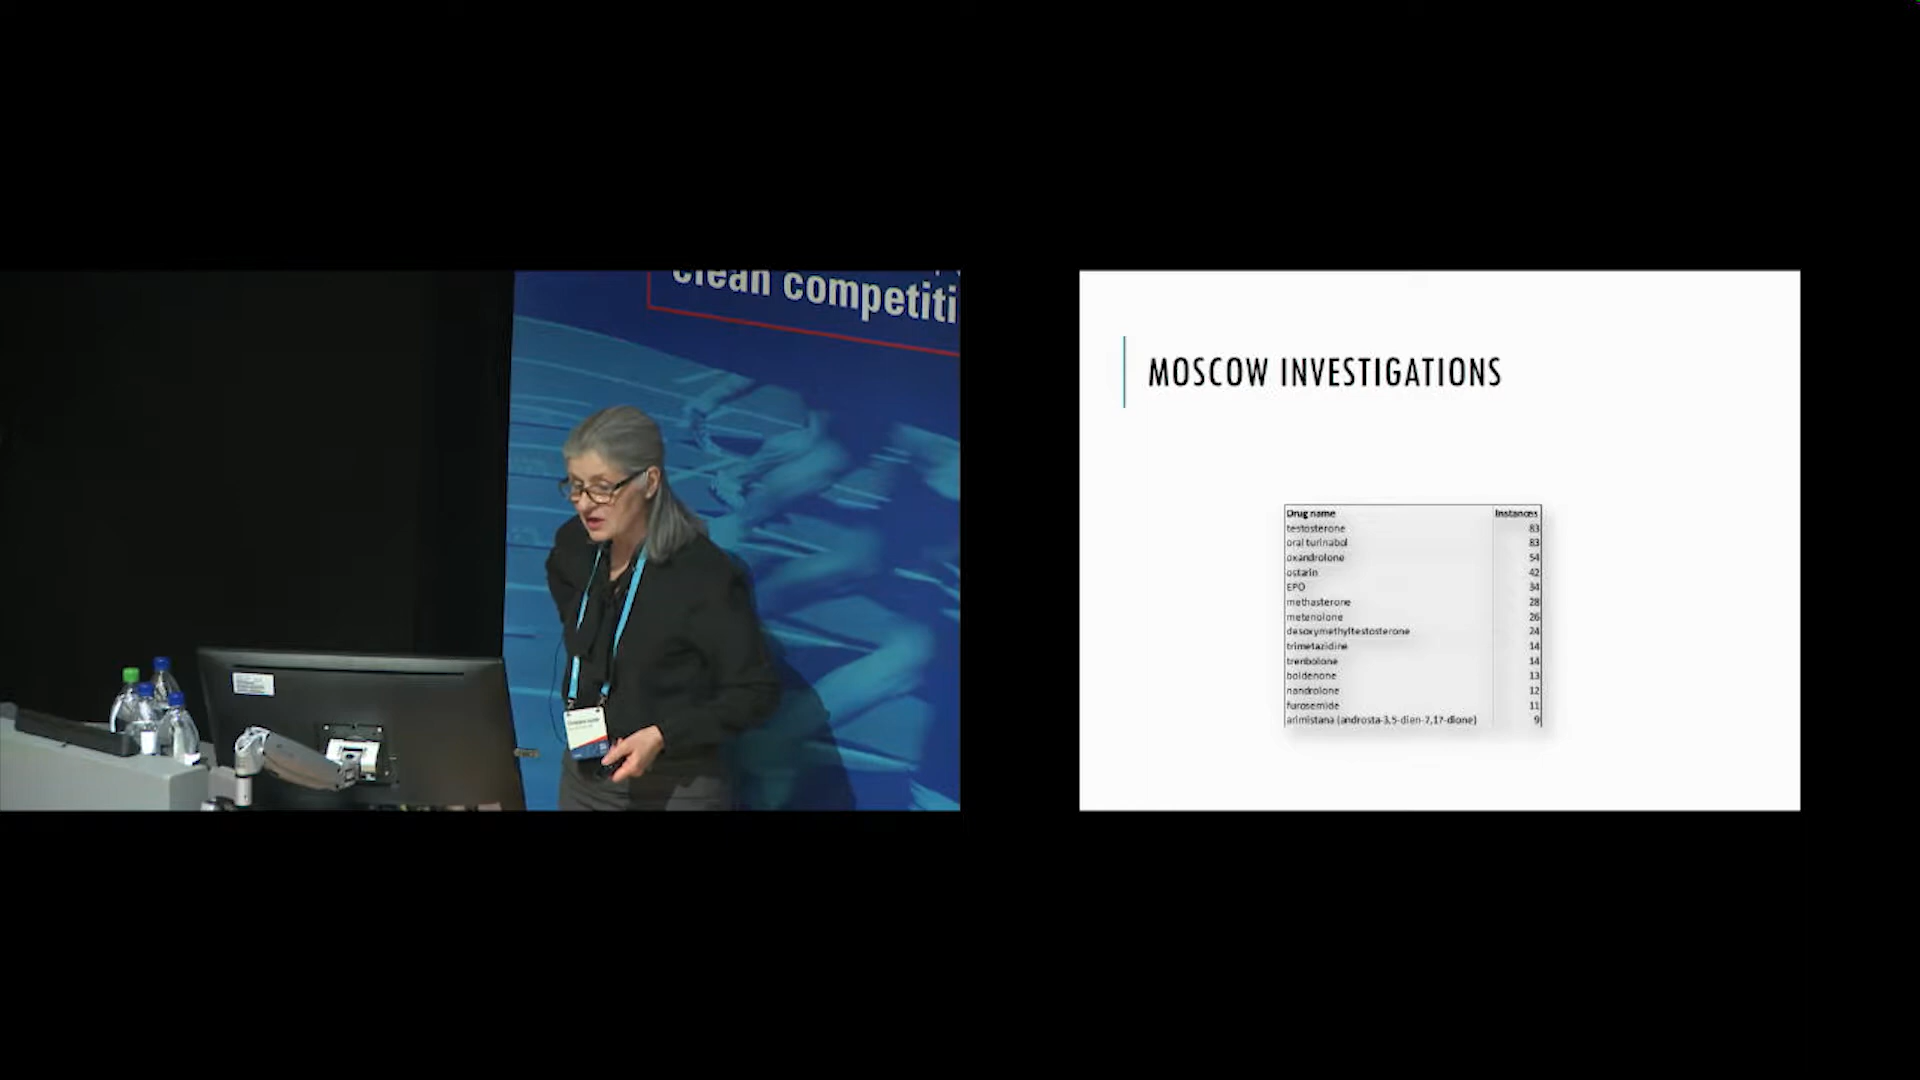 clean competiti
MOSCOW INVESTIGATIONS
Drug name Instances
testosterone 83
oral turinabol 83
oxandrolone 54
ostarin 42
EPO 34
methasterone 28
metenolone 26
desoxymethyltestosterone 24
trimetazidine 14
trenbolone 14
boldenone 13
nandrolone 12
furosemide 11
arimistana (androsta-3,5-dien-7,17-dione) 9